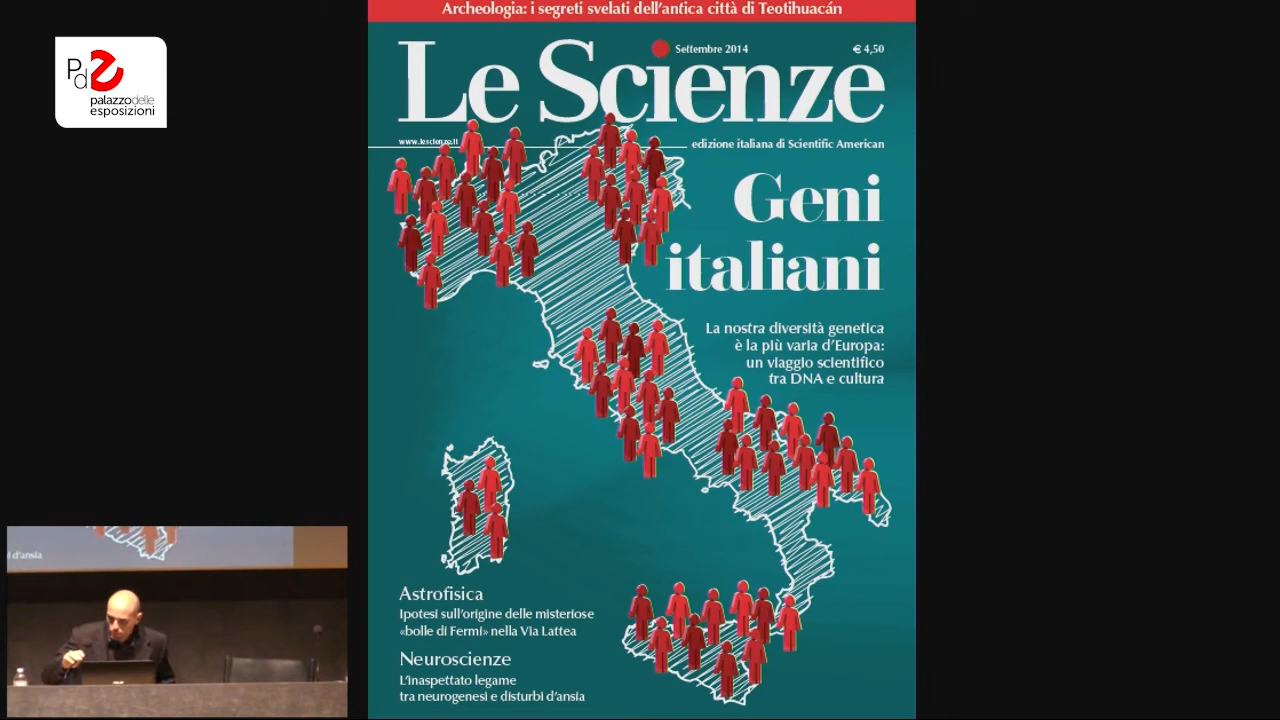 Archeologia: i segreti svelati dell'antica città di Teotihuacán
Pd
palazzodelle
esposizioni
Settembre 2014
€ 4,50
Le Scienze
www.lescienze.it
edizione italiana di Scientific American
Geni
italiani
La nostra diversità genetica
è la più varia d'Europa:
un viaggio scientifico
tra DNA e cultura
Astrofisica
Ipotesi sull'origine delle misteriose
«bolle di Fermi» nella Via Lattea
Neuroscienze
L'inaspettato legame
tra neurogenesi e disturbi d'ansia
d'ansia